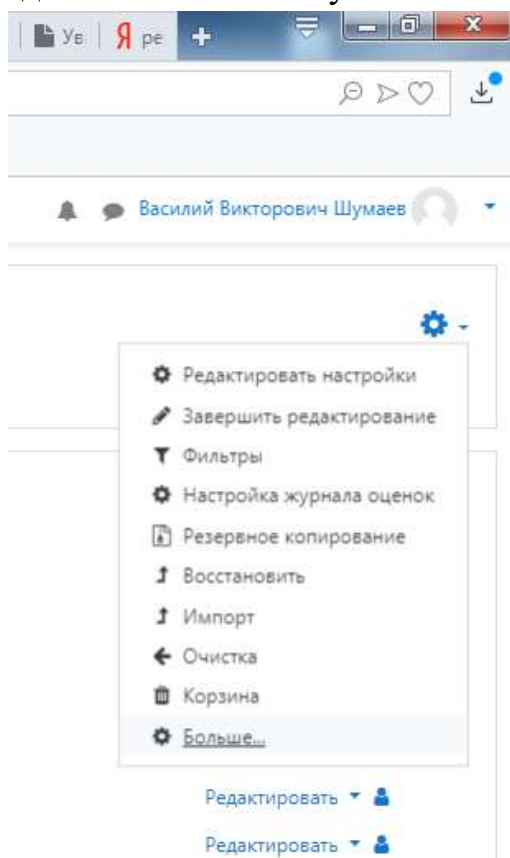 Ув Я ре
Василий Викторович Шумаев
Редактировать настройки
Завершить редактирование
Фильтры
Настройка журнала оценок
Резервное копирование
Восстановить
Импорт
Очистка
Корзина
Больше...
Редактировать
Редактировать